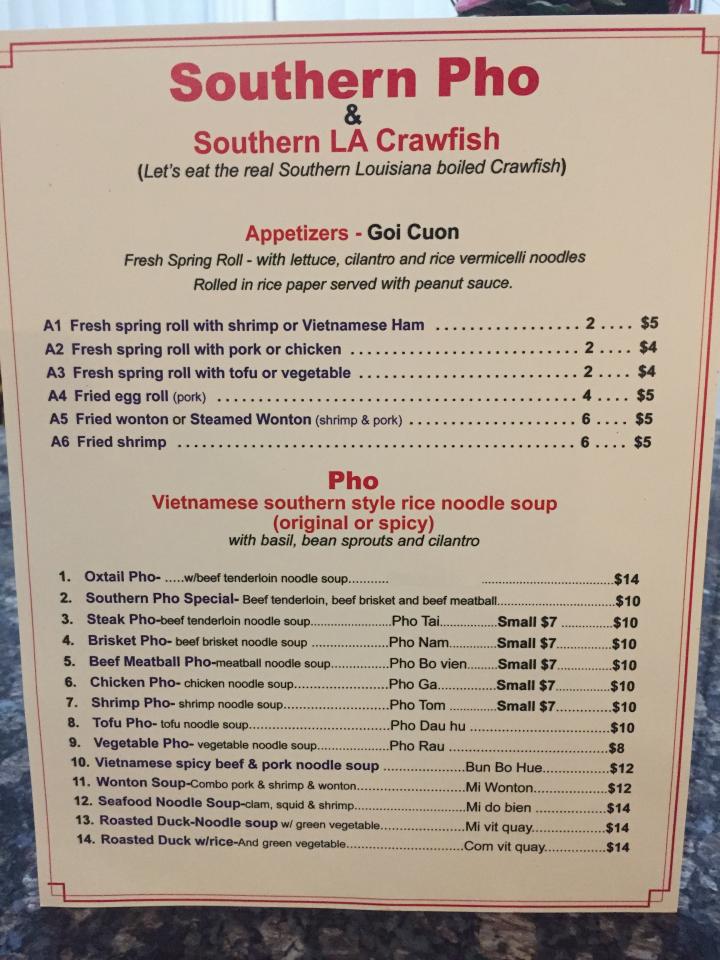 Southern Pho
&
Southern LA Crawfish
(Let's eat the real Southern Louisiana boiled Crawfish)
Appetizers - Goi Cuon
Fresh Spring Roll - with lettuce, cilantro and rice vermicelli noodles
Rolled in rice paper served with peanut sauce.
A1 Fresh spring roll with shrimp or Vietnamese Ham ................. 2 .... $5
A2 Fresh spring roll with pork or chicken ............................ 2 .... $4
A3 Fresh spring roll with tofu or vegetable ........................... 2 .... $4
A4 Fried egg roll (pork) ............................................. 4 .... $5
A5 Fried wonton or Steamed Wonton (shrimp & pork) ..................... 6 .... $5
A6 Fried shrimp .................................................. 6 .... $5
Pho
Vietnamese southern style rice noodle soup
(original or spicy)
with basil, bean sprouts and cilantro
1. Oxtail Pho- .....w/beef tenderloin noodle soup........... ..................................$14
2. Southern Pho Special- Beef tenderloin, beef brisket and beef meatball..............................$10
3. Steak Pho-beef tenderloin noodle soup.....................Pho Tai...............Small $7 .............$10
4. Brisket Pho- beef brisket noodle soup ....................Pho Nam............Small $7.............$10
5. Beef Meatball Pho-meatball noodle soup...............Pho Bo vien........Small $7.............$10
6. Chicken Pho- chicken noodle soup........................Pho Ga...............Small $7.............$10
7. Shrimp Pho- shrimp noodle soup...........................Pho Tom ............Small $7.............$10
8. Tofu Pho- tofu noodle soup....................................Pho Dau hu ...................................$10
9. Vegetable Pho- vegetable noodle soup..................Pho Rau ........................................$8
10. Vietnamese spicy beef & pork noodle soup .....................Bun Bo Hue................$12
11. Wonton Soup-Combo pork & shrimp & wonton...........................Mi Wonton..................$12
12. Seafood Noodle Soup-clam, squid & shrimp............................Mi do bien ..................$14
13. Roasted Duck-Noodle soup w/ green vegetable.....................Mi vit quay..................$14
14. Roasted Duck w/rice-And green vegetable.............................Com vit quay...............$14